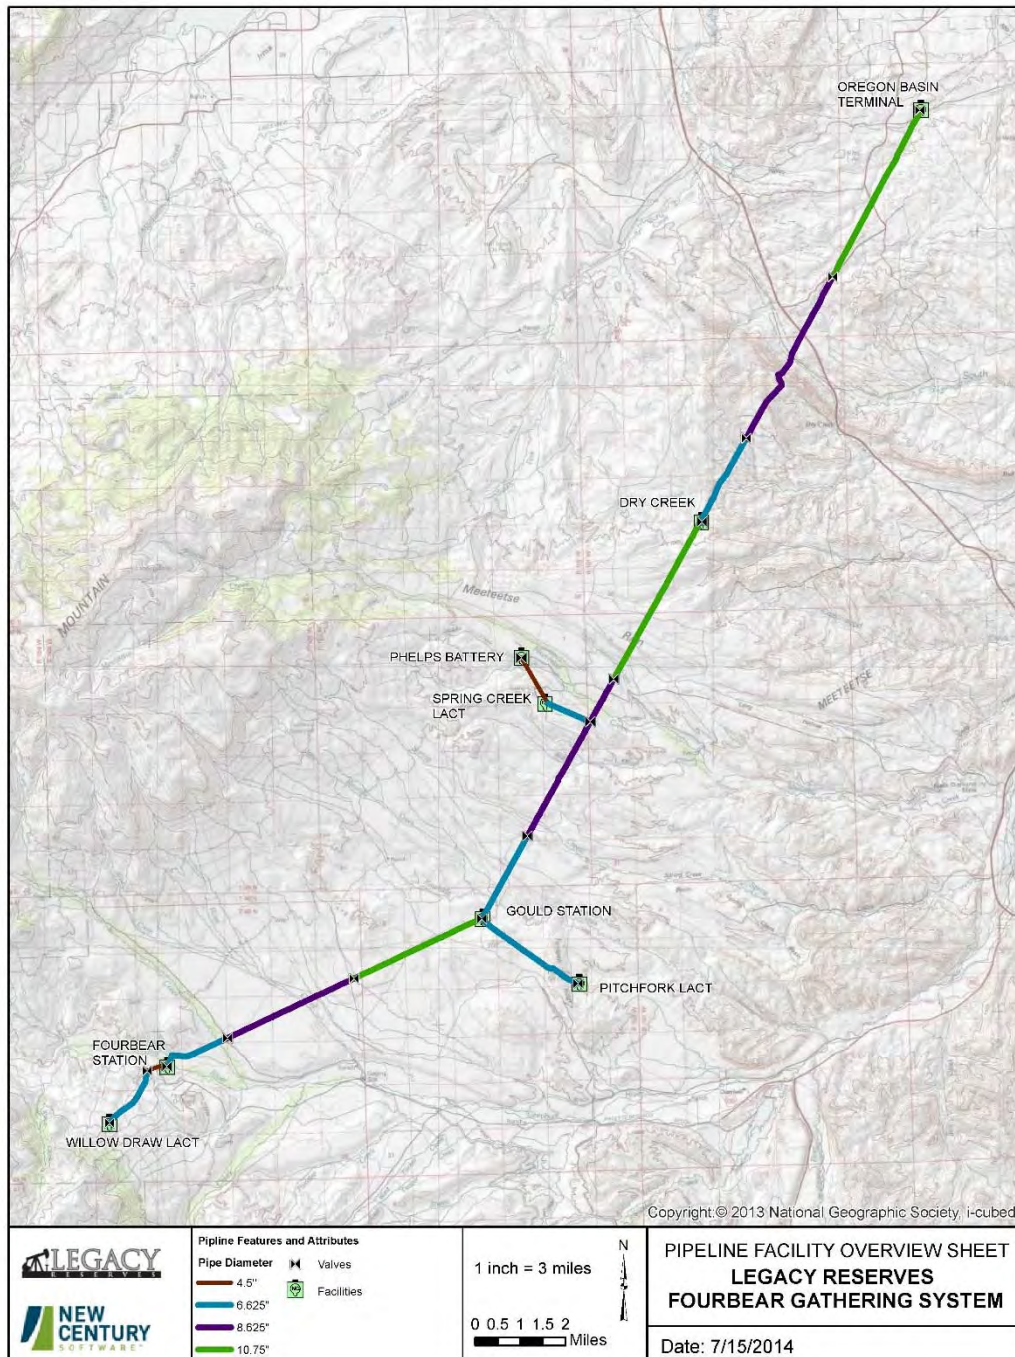 OREGON BASIN
TERMINAL
DRY CREEK
MOUNTAIN
Meeteetse
Rim
PHELPS BATTERY
SPRING CREEK
LACT
MEETEETSE
GOULD STATION
PITCHFORK LACT
FOURBEAR
STATION
WILLOW DRAW LACT
Copyright:© 2013 National Geographic Society, i-cubed
LEGACY
RESERVES
NEW
CENTURY
SOFTWARE
Pipline Features and Attributes
Pipe Diameter
4.5"
6.625"
8.625"
10.75"
Valves
Facilities
1 inch = 3 miles
N
0 0.5 1 1.5 2
Miles
PIPELINE FACILITY OVERVIEW SHEET
LEGACY RESERVES
FOURBEAR GATHERING SYSTEM
Date: 7/15/2014